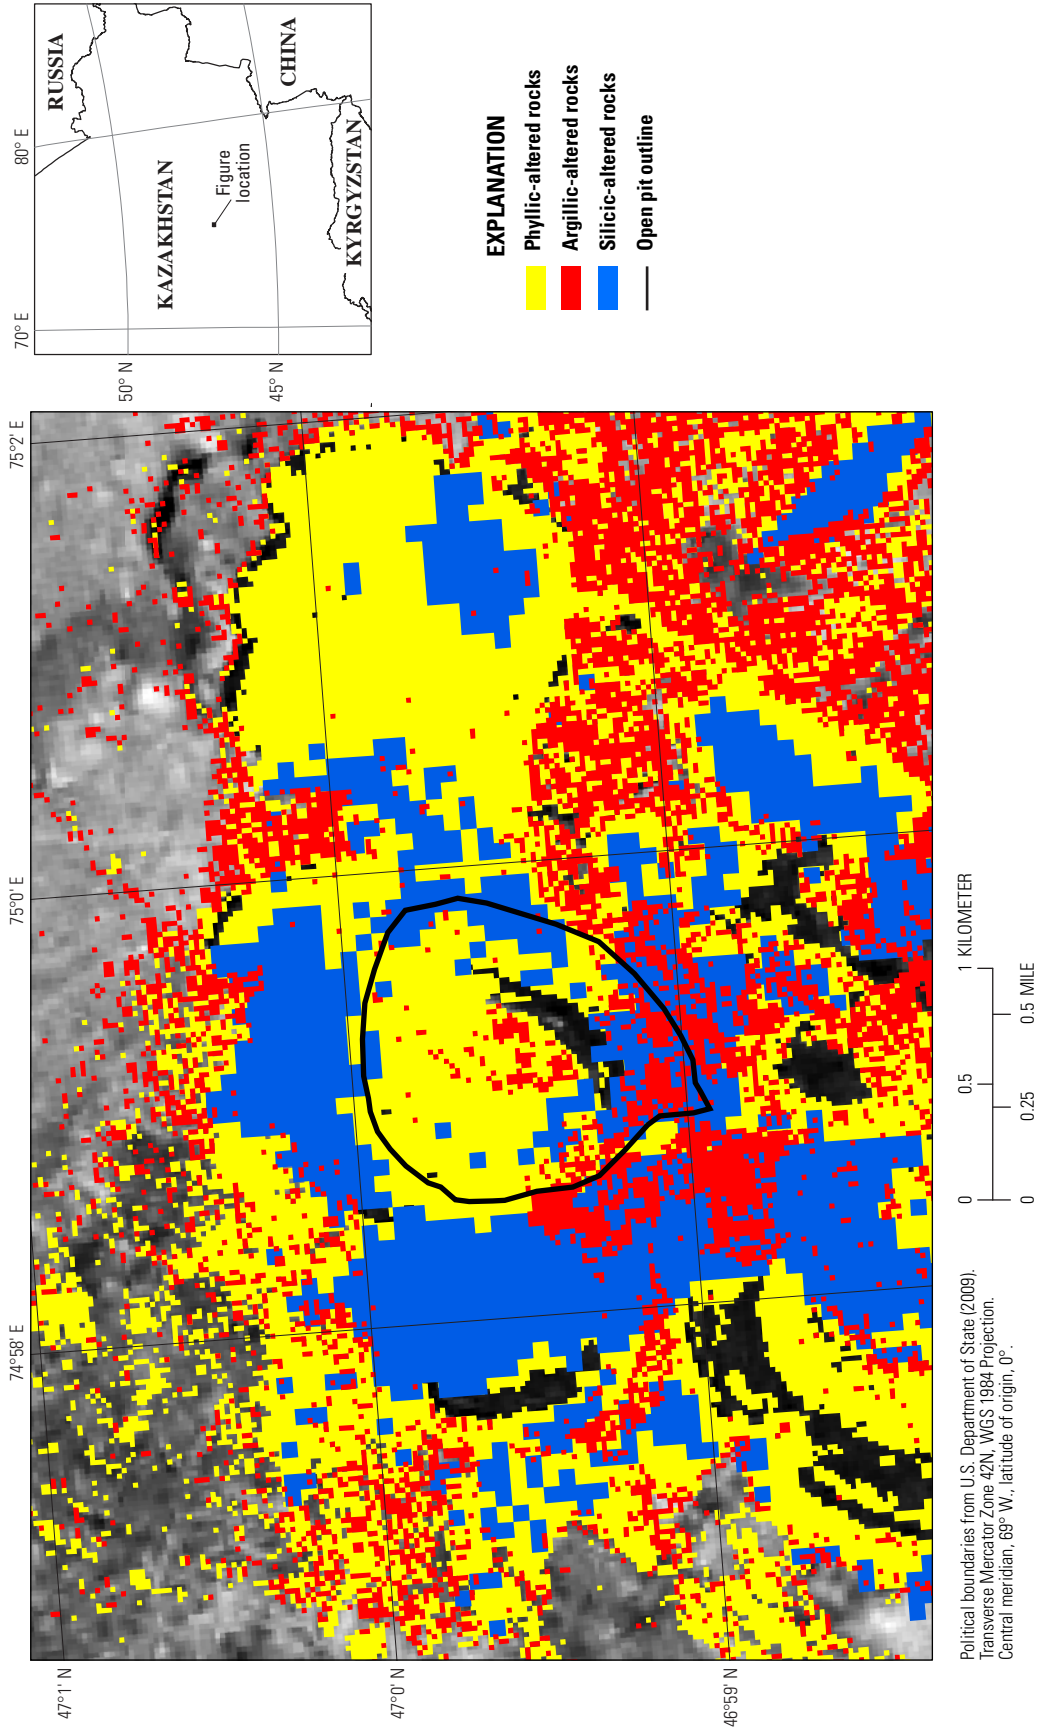 74°58' E
75°0' E
75°2' E
47°1' N
47°0' N
46°59' N
70° E
80° E
50° N
45° N
RUSSIA
KAZAKHSTAN
CHINA
KYRGYZSTAN
Figure
location
EXPLANATION
Phyllic-altered rocks
Argillic-altered rocks
Silicic-altered rocks
Open pit outline
Political boundaries from U.S. Department of State (2009).
Transverse Mercator Zone 42N, WGS 1984 Projection.
Central meridian, 69° W., latitude of origin, 0°.
0 0.5 1 KILOMETER
0 0.25 0.5 MILE